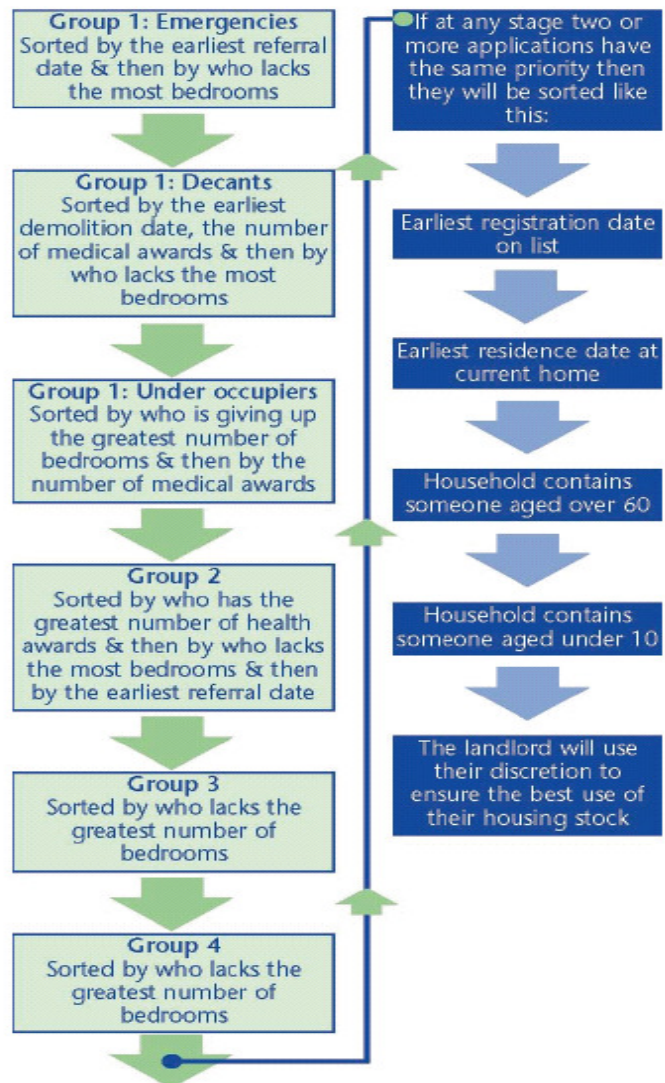 Group 1: Emergencies
Sorted by the earliest referral
date & then by who lacks
the most bedrooms
Group 1: Decants
Sorted by the earliest
demolition date, the number
of medical awards & then by
who lacks the most
bedrooms
Group 1: Under occupiers
Sorted by who is giving up
the greatest number of
bedrooms & then by the
number of medical awards
Group 2
Sorted by who has the
greatest number of health
awards & then by who lacks
the most bedrooms & then
by the earliest referral date
Group 3
Sorted by who lacks the
greatest number of
bedrooms
Group 4
Sorted by who lacks the
greatest number of
bedrooms
If at any stage two or
more applications have
the same priority then
they will be sorted like
this:
Earliest registration date
on list
Earliest residence date at
current home
Household contains
someone aged over 60
Household contains
someone aged under 10
The landlord will use
their discretion to
ensure the best use of
their housing stock